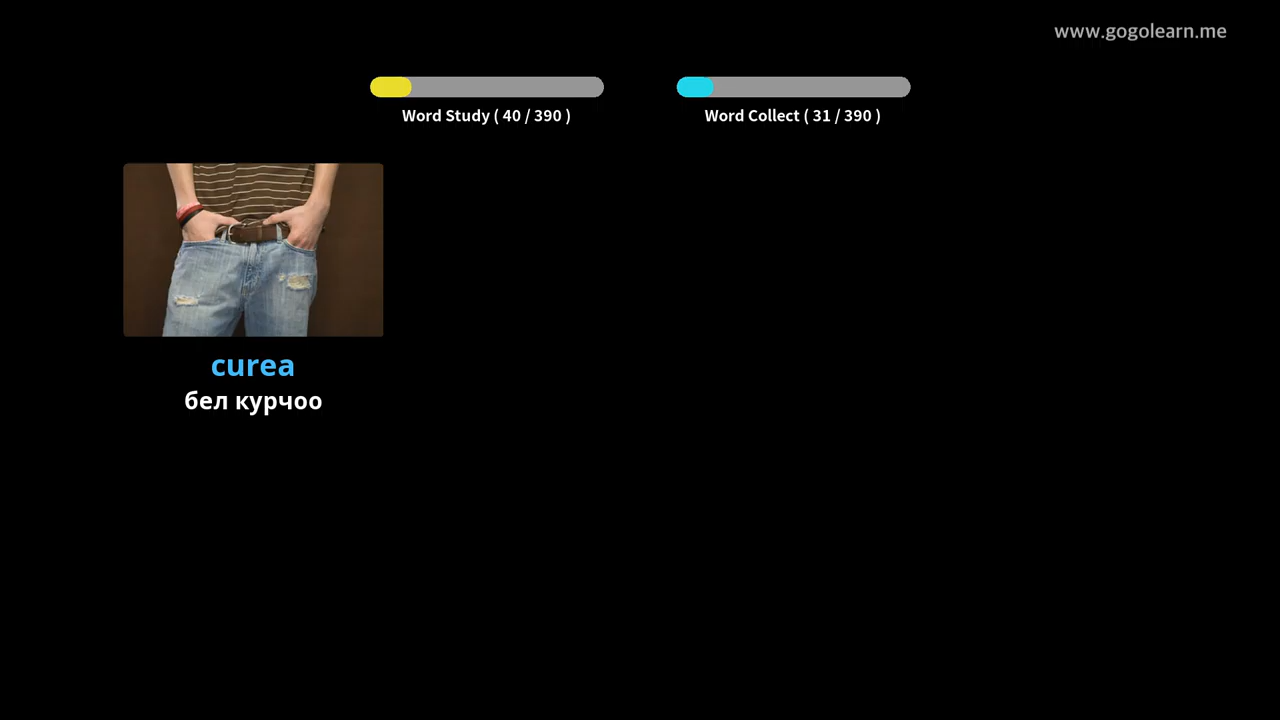 www.gogolearn.me
Word Study ( 40 / 390 )
Word Collect ( 31 / 390 )
curea
бел курчоо